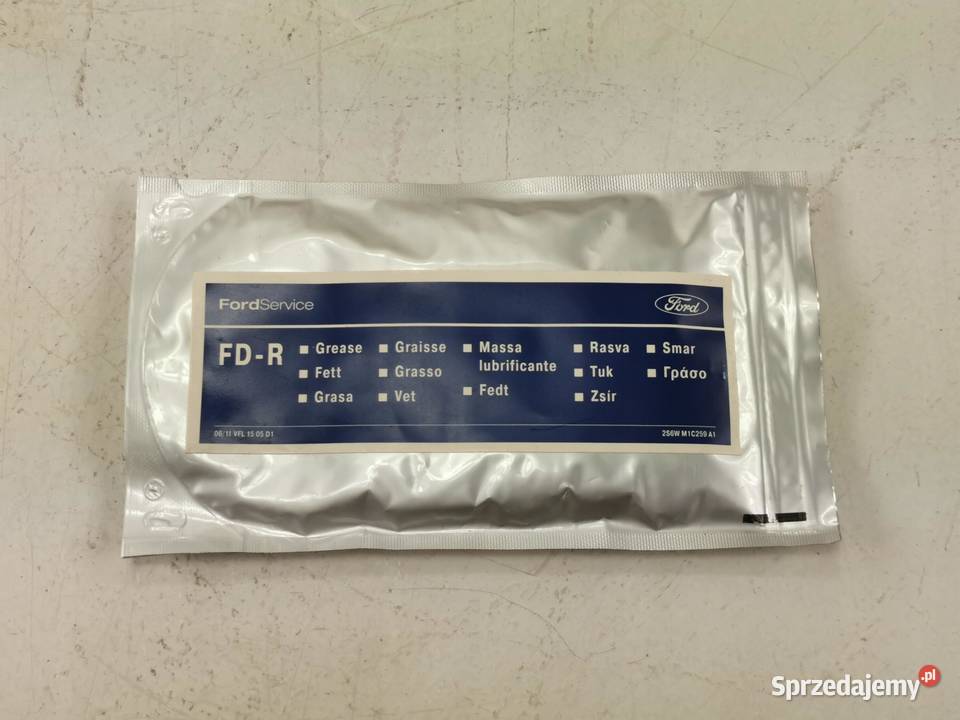 FordService
Ford
FD-R
■ Grease ■ Graisse ■ Massa lubrificante ■ Rasva ■ Smar
■ Fett ■ Grasso ■ Tuk ■ Γράσο
■ Grasa ■ Vet ■ Fedt ■ Zsír
06/11 VFL 15 05 D1
2S6W M1C259 A1
Sprzedajemy.pl